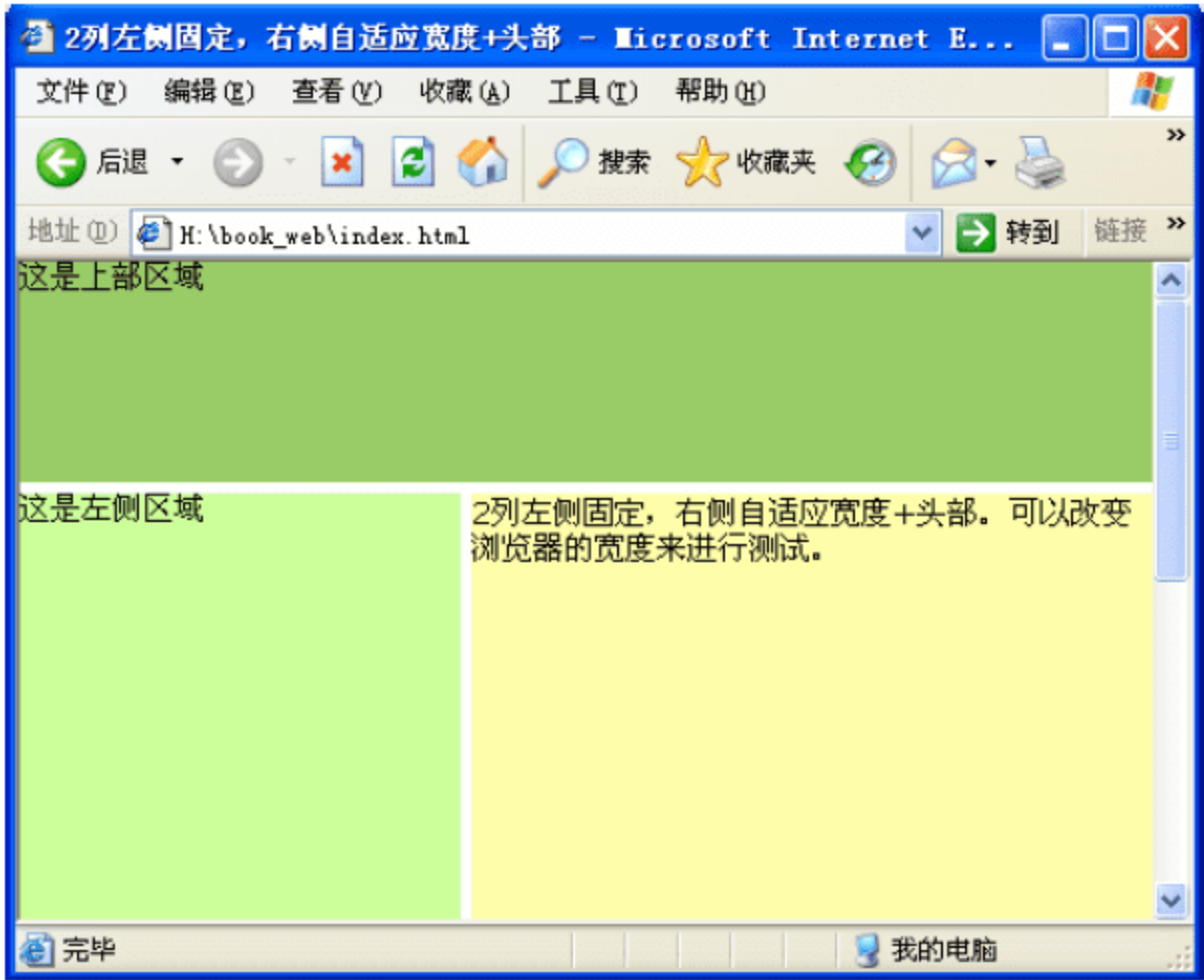 2列左侧固定，右侧自适应宽度+头部 - Microsoft Internet E...
文件(F) 编辑(E) 查看(V) 收藏(A) 工具(T) 帮助(H)
后退 搜索 收藏夹 »
地址(D) H:\book_web\index.html 转到 链接 »
这是上部区域
这是左侧区域
2列左侧固定，右侧自适应宽度+头部。可以改变
浏览器的宽度来进行测试。
完毕 我的电脑